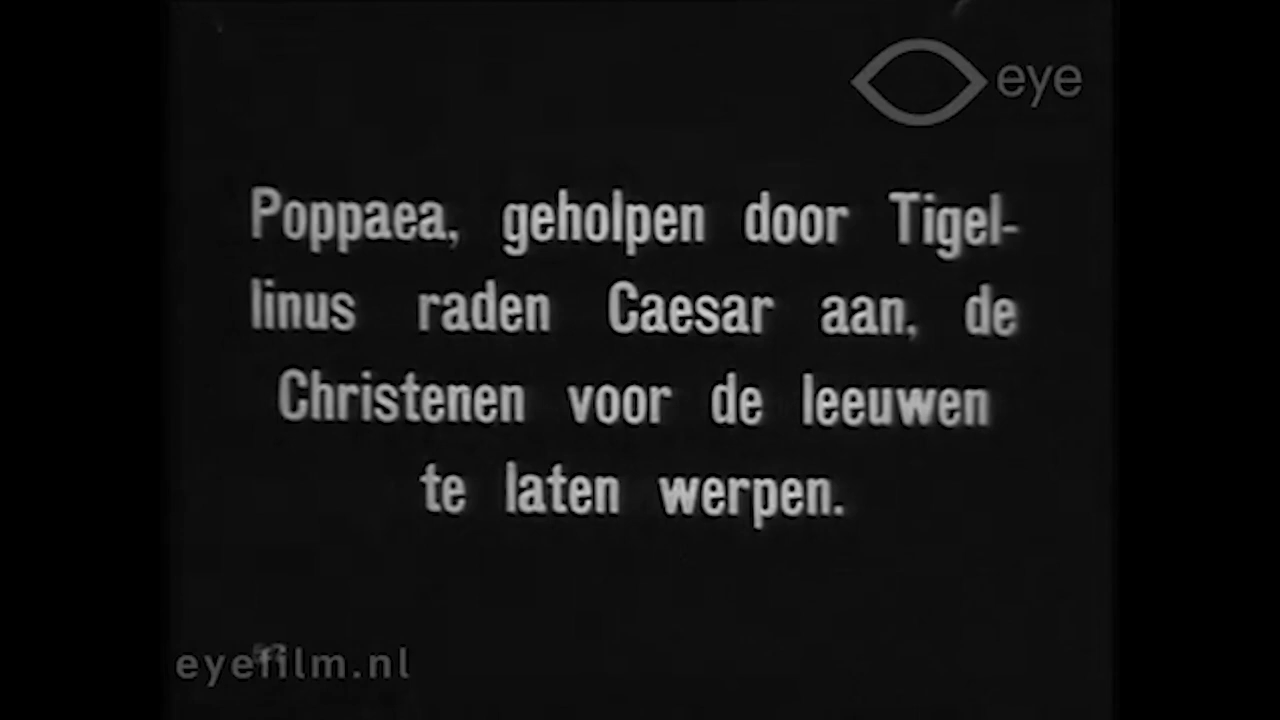 eye
Poppaea, geholpen door Tigel-
linus raden Caesar aan, de
Christenen voor de leeuwen
te laten werpen.
eyefilm.nl